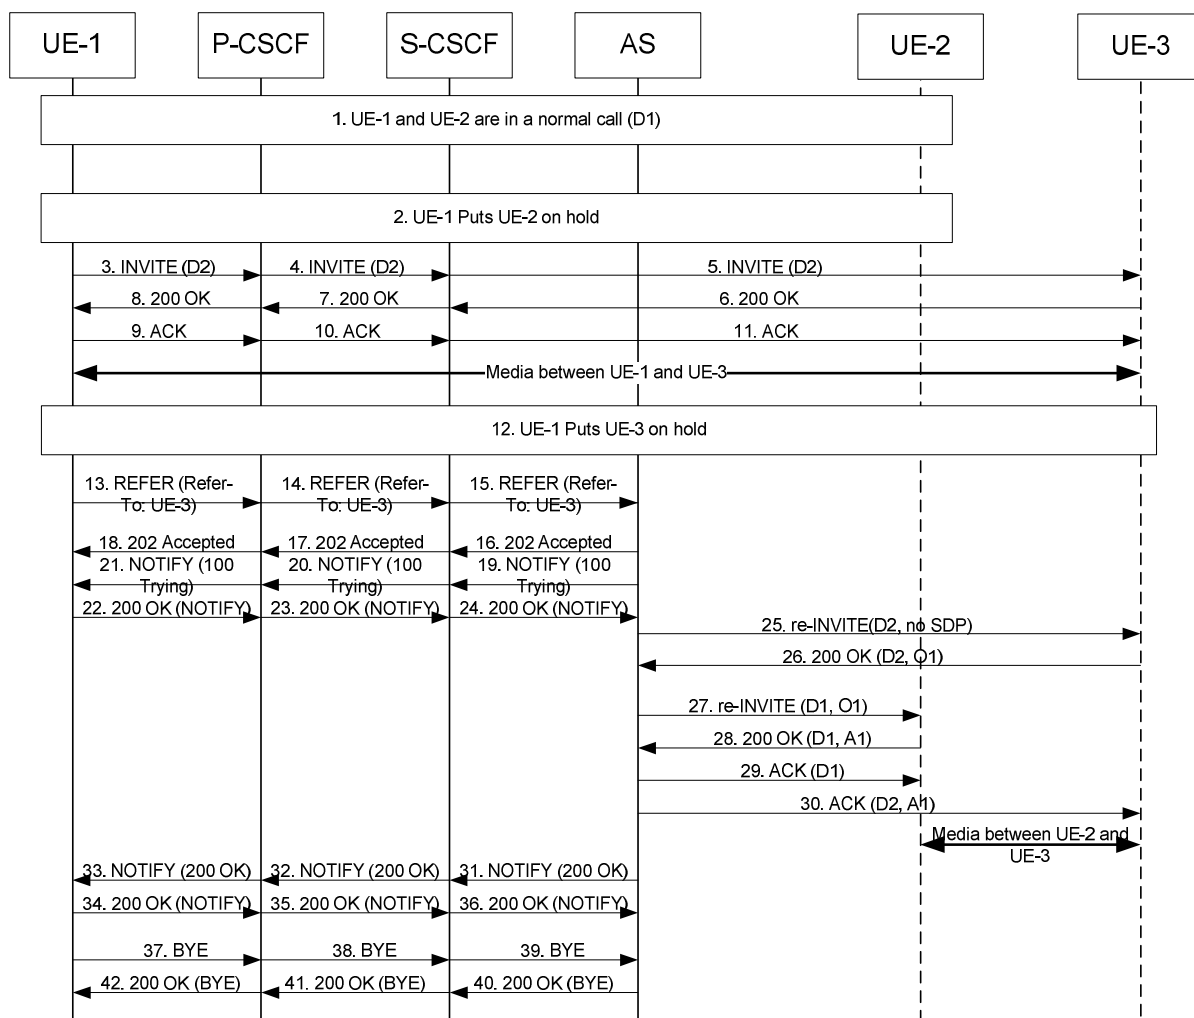 UE-1
P-CSCF
S-CSCF
AS
UE-2
UE-3
1. UE-1 and UE-2 are in a normal call (D1)
2. UE-1 Puts UE-2 on hold
3. INVITE (D2)
4. INVITE (D2)
5. INVITE (D2)
8. 200 OK
7. 200 OK
6. 200 OK
9. ACK
10. ACK
11. ACK
Media between UE-1 and UE-3
12. UE-1 Puts UE-3 on hold
13. REFER (Refer-
To: UE-3)
14. REFER (Refer-
To: UE-3)
15. REFER (Refer-
To: UE-3)
18. 202 Accepted
17. 202 Accepted
16. 202 Accepted
21. NOTIFY (100
Trying)
20. NOTIFY (100
Trying)
19. NOTIFY (100
Trying)
22. 200 OK (NOTIFY)
23. 200 OK (NOTIFY)
24. 200 OK (NOTIFY)
25. re-INVITE(D2, no SDP)
26. 200 OK (D2, O1)
27. re-INVITE (D1, O1)
28. 200 OK (D1, A1)
29. ACK (D1)
30. ACK (D2, A1)
Media between UE-2 and
UE-3
33. NOTIFY (200 OK)
32. NOTIFY (200 OK)
31. NOTIFY (200 OK)
34. 200 OK (NOTIFY)
35. 200 OK (NOTIFY)
36. 200 OK (NOTIFY)
37. BYE
38. BYE
39. BYE
42. 200 OK (BYE)
41. 200 OK (BYE)
40. 200 OK (BYE)